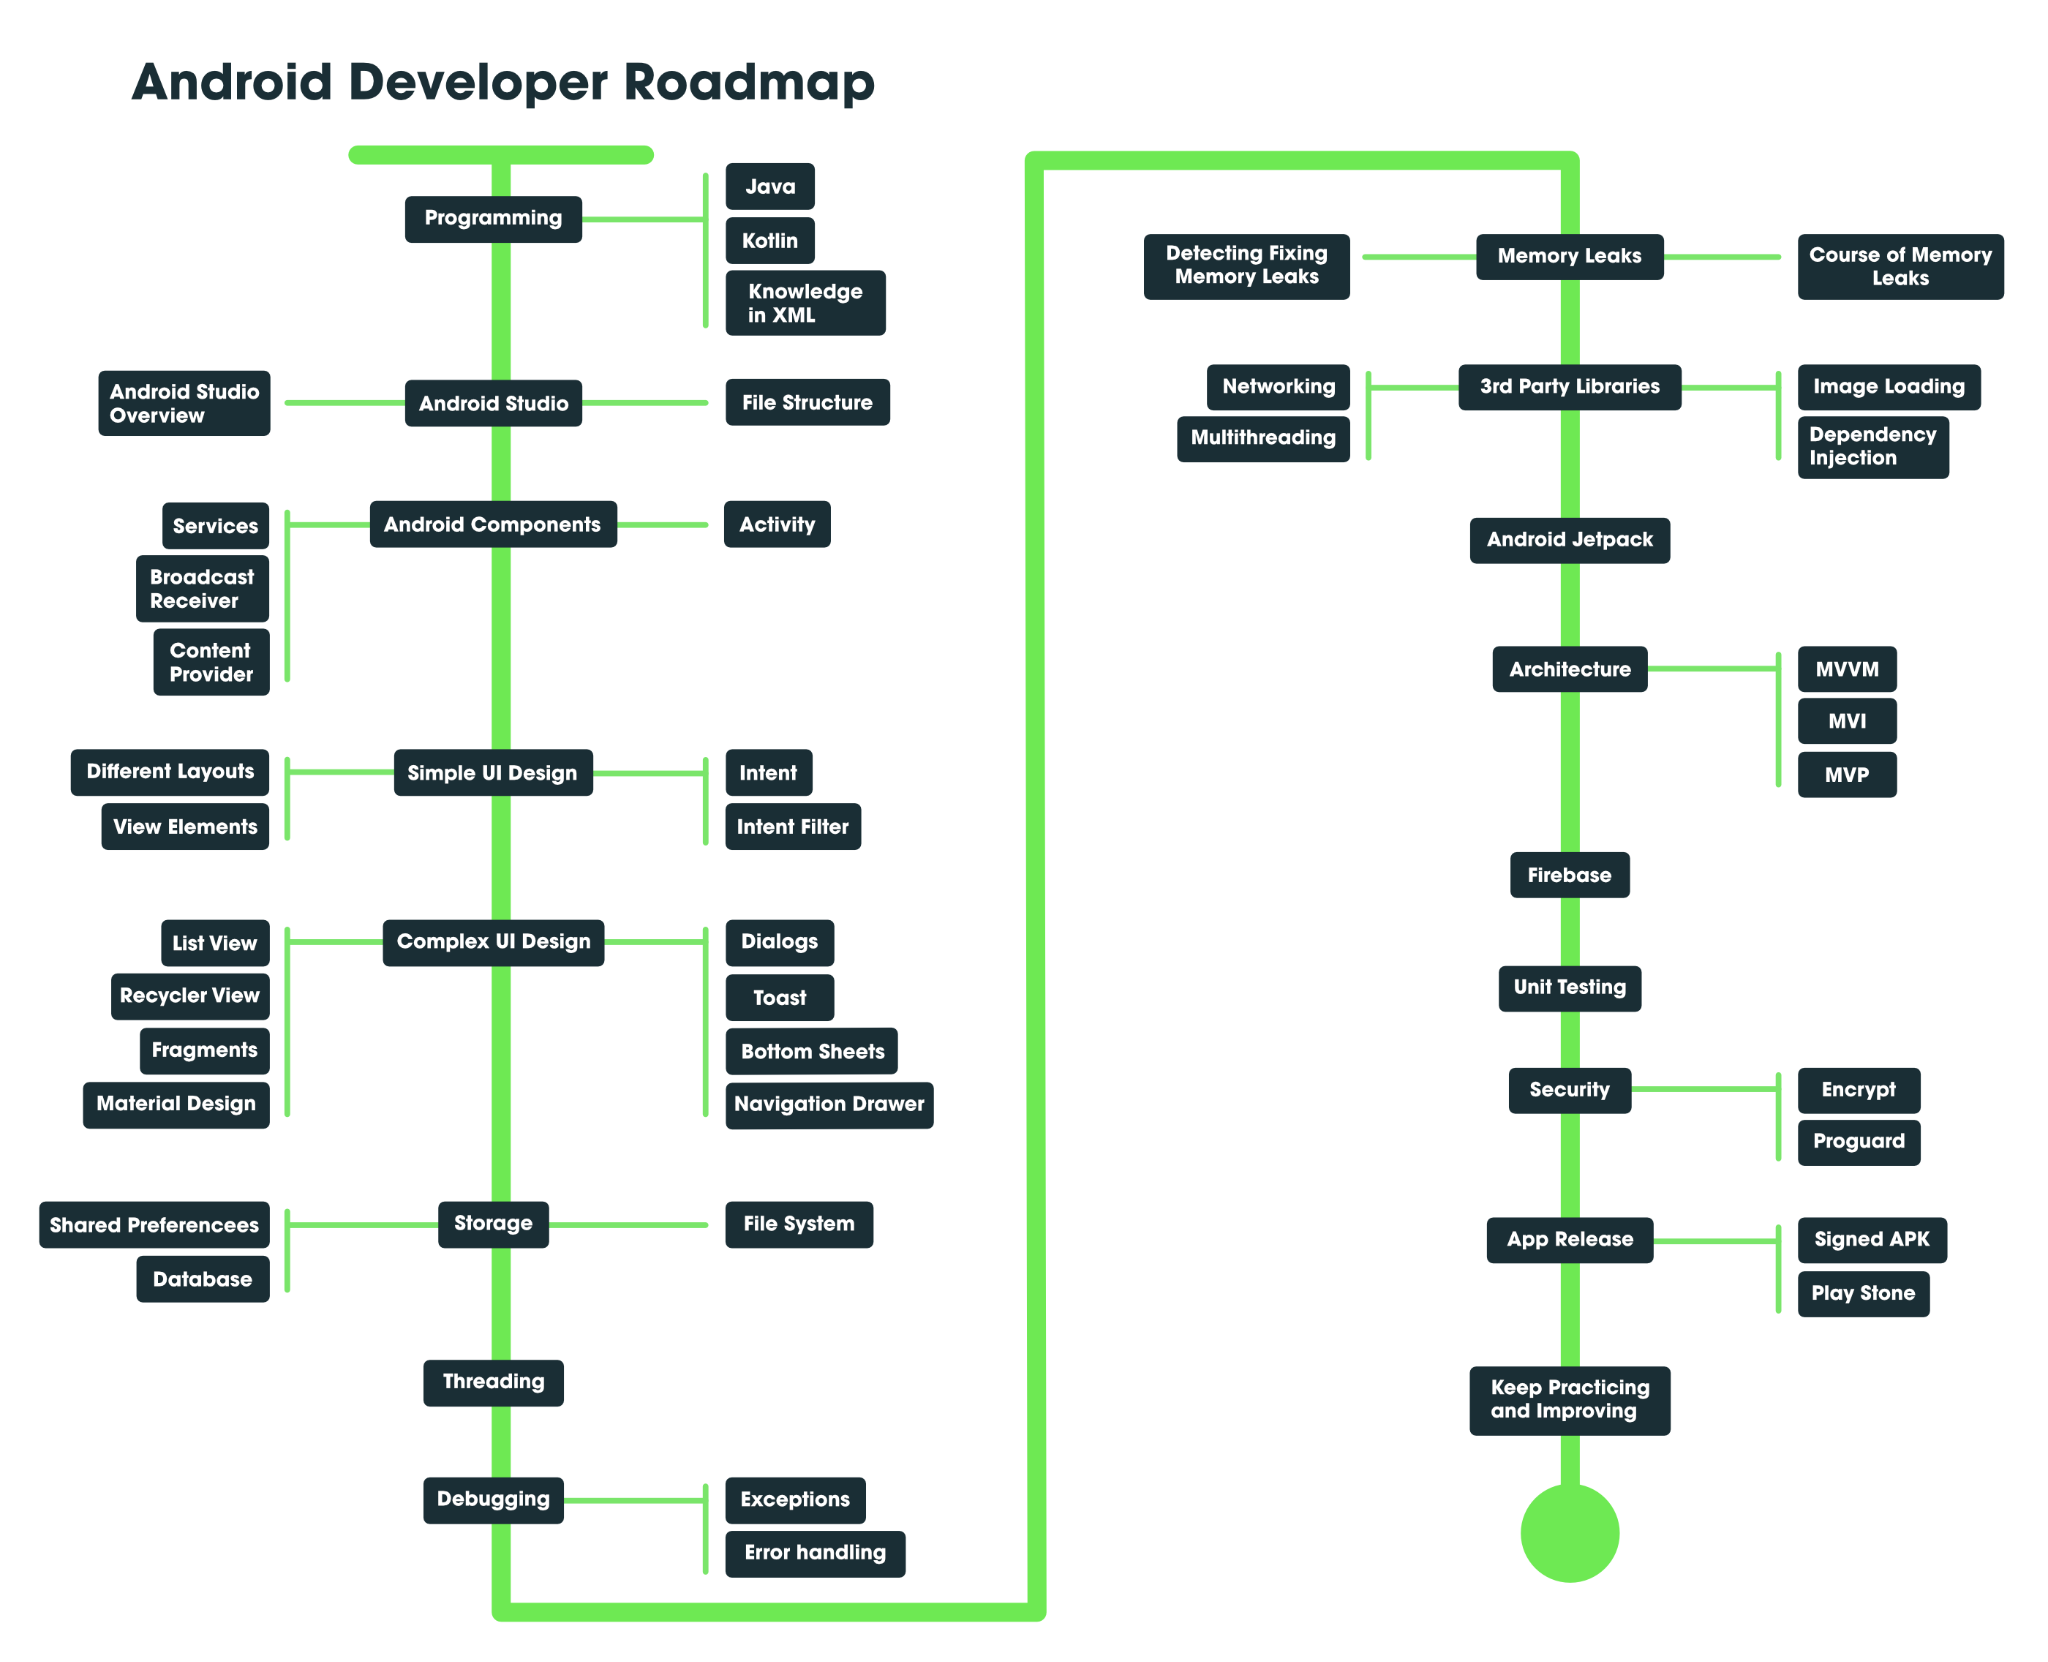 Android Developer Roadmap
Programming
Java
Kotlin
Knowledge
in XML
Android Studio
Overview
Android Studio
File Structure
Services
Broadcast
Receiver
Content
Provider
Android Components
Activity
Different Layouts
View Elements
Simple UI Design
Intent
Intent Filter
List View
Recycler View
Fragments
Material Design
Complex UI Design
Dialogs
Toast
Bottom Sheets
Navigation Drawer
Shared Preferencees
Database
Storage
File System
Threading
Debugging
Exceptions
Error handling
Detecting Fixing
Memory Leaks
Memory Leaks
Course of Memory
Leaks
Networking
Multithreading
3rd Party Libraries
Image Loading
Dependency
Injection
Android Jetpack
Architecture
MVVM
MVI
MVP
Firebase
Unit Testing
Security
Encrypt
Proguard
App Release
Signed APK
Play Stone
Keep Practicing
and Improving